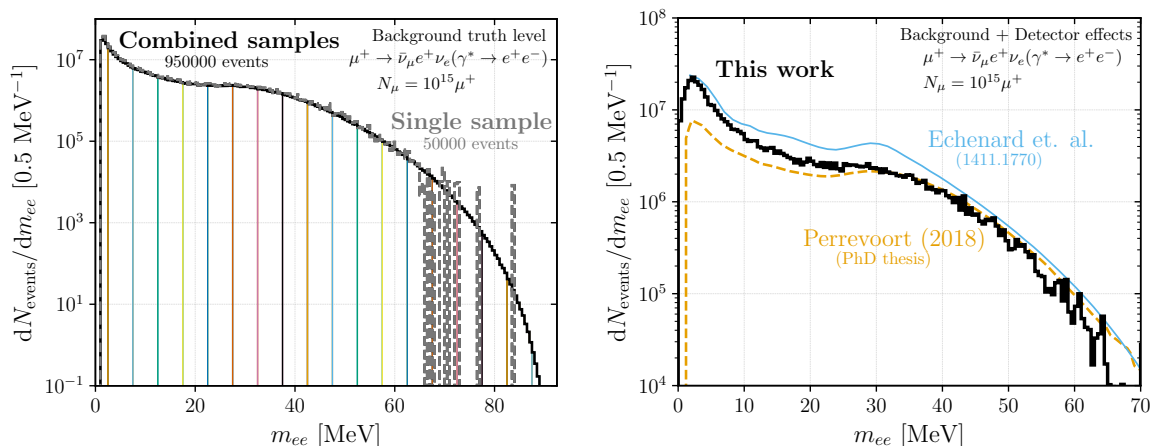 Combined samples
950000 events
Background truth level
μ⁺ → ν̄_μ e⁺ ν_e (γ* → e⁺e⁻)
N_μ = 10¹⁵ μ⁺
Single sample
50000 events
dN_events/dm_ee [0.5 MeV⁻¹]
10⁷
10⁵
10³
10¹
10⁻¹
0 20 40 60 80
m_ee [MeV]
Background + Detector effects
μ⁺ → ν̄_μ e⁺ ν_e (γ* → e⁺e⁻)
N_μ = 10¹⁵ μ⁺
This work
Echenard et. al.
(1411.1770)
Perrevoort (2018)
(PhD thesis)
dN_events/dm_ee [0.5 MeV⁻¹]
10⁸
10⁷
10⁶
10⁵
10⁴
0 10 20 30 40 50 60 70
m_ee [MeV]